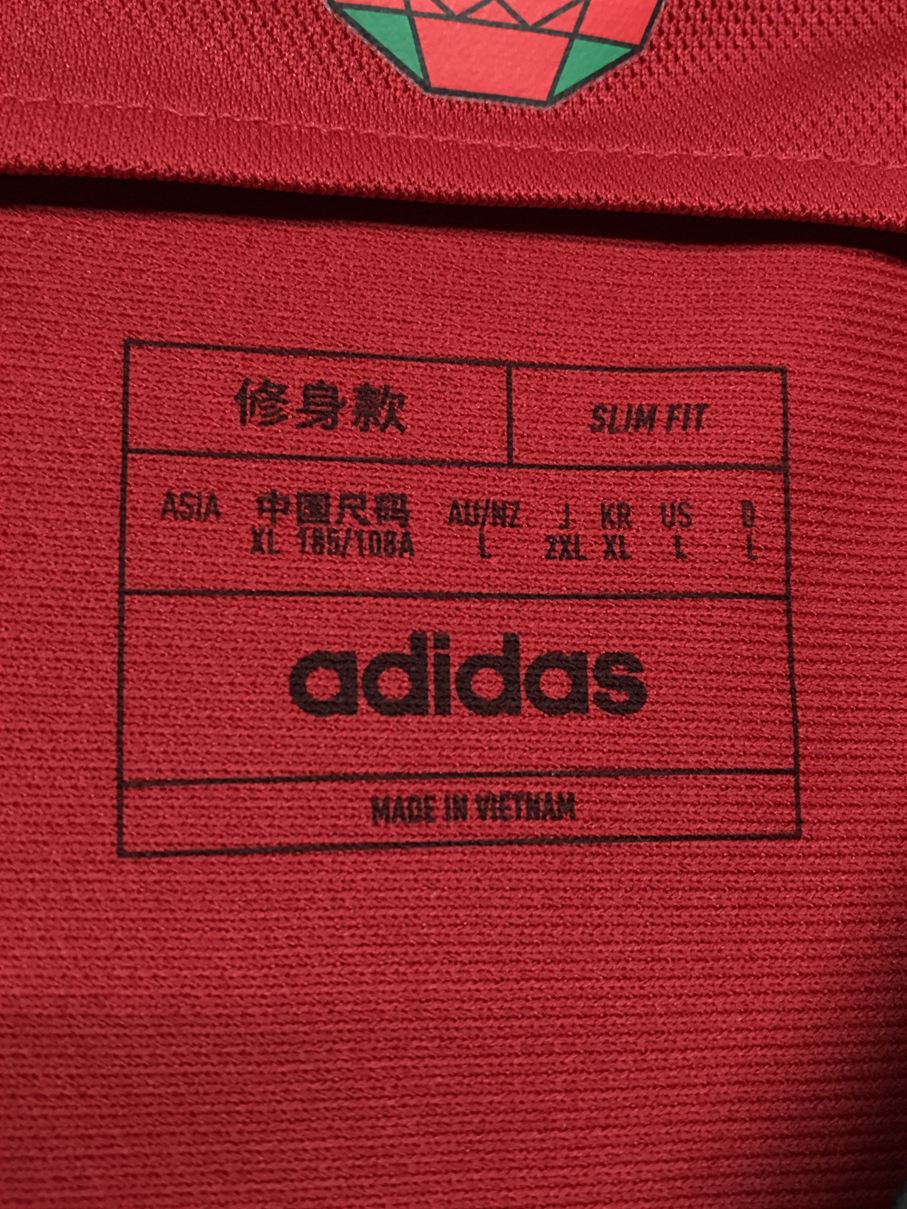 修身款 SLIM FIT
ASIA 中国尺码 AU/NZ J KR US D
XL 185/108A L 2XL XL L L
adidas
MADE IN VIETNAM